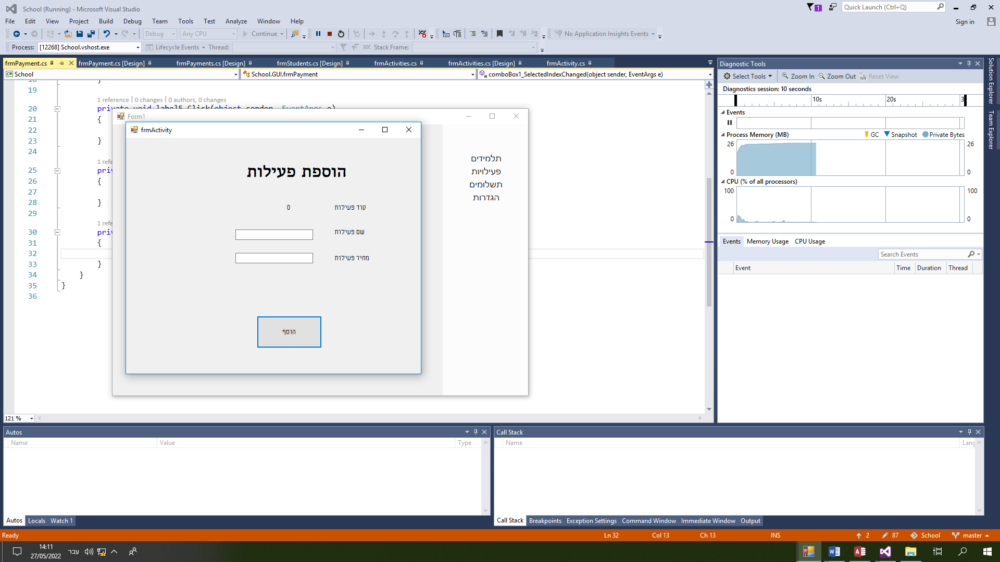 School (Running) - Microsoft Visual Studio
1
Quick Launch (Ctrl+Q)
File Edit View Project Build Debug Team Tools Test Analyze Window Help
Sign in
Debug Any CPU Continue No Application Insights Events
Process: [12268] School.vshost.exe Lifecycle Events Thread: Stack Frame:
frmPayment.cs frmPayment.cs [Design] frmPayments.cs [Design] frmStudents.cs [Design] frmActivities.cs frmActivities.cs [Design] frmActivity.cs
School School.GUI.frmPayment comboBox1_SelectedIndexChanged(object sender, EventArgs e)
19
1 reference | 0 changes | 0 authors, 0 changes
20 private void label5_Click(object sender, EventArgs e)
21 {
22
23 }
24
1 refe
25 pri
26 {
27
28 }
29
1 refe
30 pri
31 {
32
33 }
34 }
35 }
36
121 %
Form1
תלמידים
פעילויות
תשלומים
הגדרות
frmActivity
הוספת פעילות
קוד פעילות 0
שם פעילות
מחיר פעילות
הוסף
Diagnostic Tools
Select Tools Zoom In Zoom Out Reset View
Diagnostics session: 10 seconds
10s 20s 3
Events
Process Memory (MB) GC Snapshot Private Bytes
26 26
0 0
CPU (% of all processors)
100 100
0 0
Events Memory Usage CPU Usage
Search Events
Event Time Duration Thread
Solution Explorer
Team Explorer
Autos
Name Value Type
Autos Locals Watch 1
Call Stack
Name Lang
Call Stack Breakpoints Exception Settings Command Window Immediate Window Output
Ready Ln 32 Col 13 Ch 13 INS 2 87 School master
14:11
27/05/2022
עבר